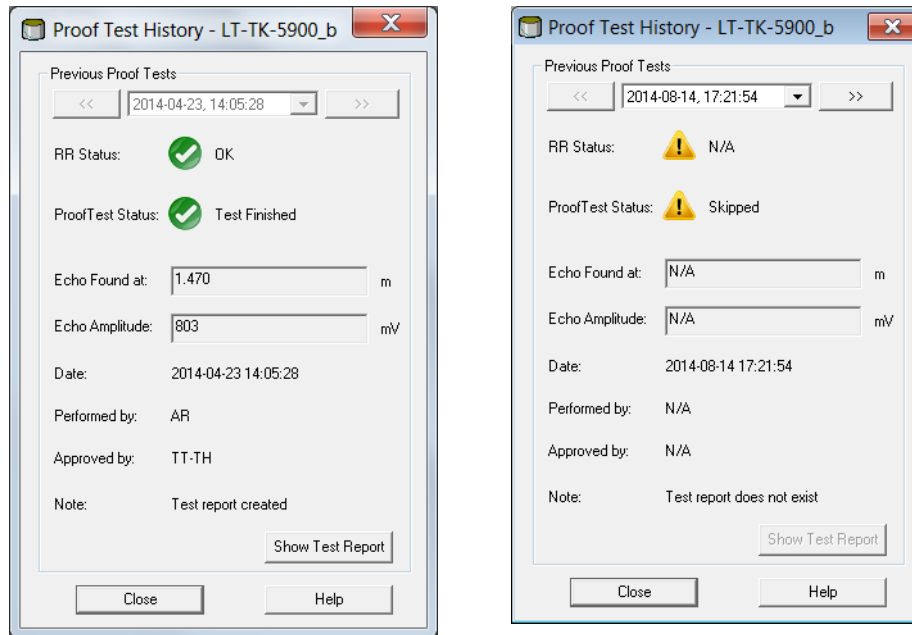 Proof Test History - LT-TK-5900_b
Previous Proof Tests
<< 2014-04-23, 14:05:28 >>
RR Status: OK
ProofTest Status: Test Finished
Echo Found at: 1.470 m
Echo Amplitude: 803 mV
Date: 2014-04-23 14:05:28
Performed by: AR
Approved by: TT-TH
Note: Test report created
Show Test Report
Close Help
Proof Test History - LT-TK-5900_b
Previous Proof Tests
<< 2014-08-14, 17:21:54 >>
RR Status: N/A
ProofTest Status: Skipped
Echo Found at: N/A m
Echo Amplitude: N/A mV
Date: 2014-08-14 17:21:54
Performed by: N/A
Approved by: N/A
Note: Test report does not exist
Show Test Report
Close Help